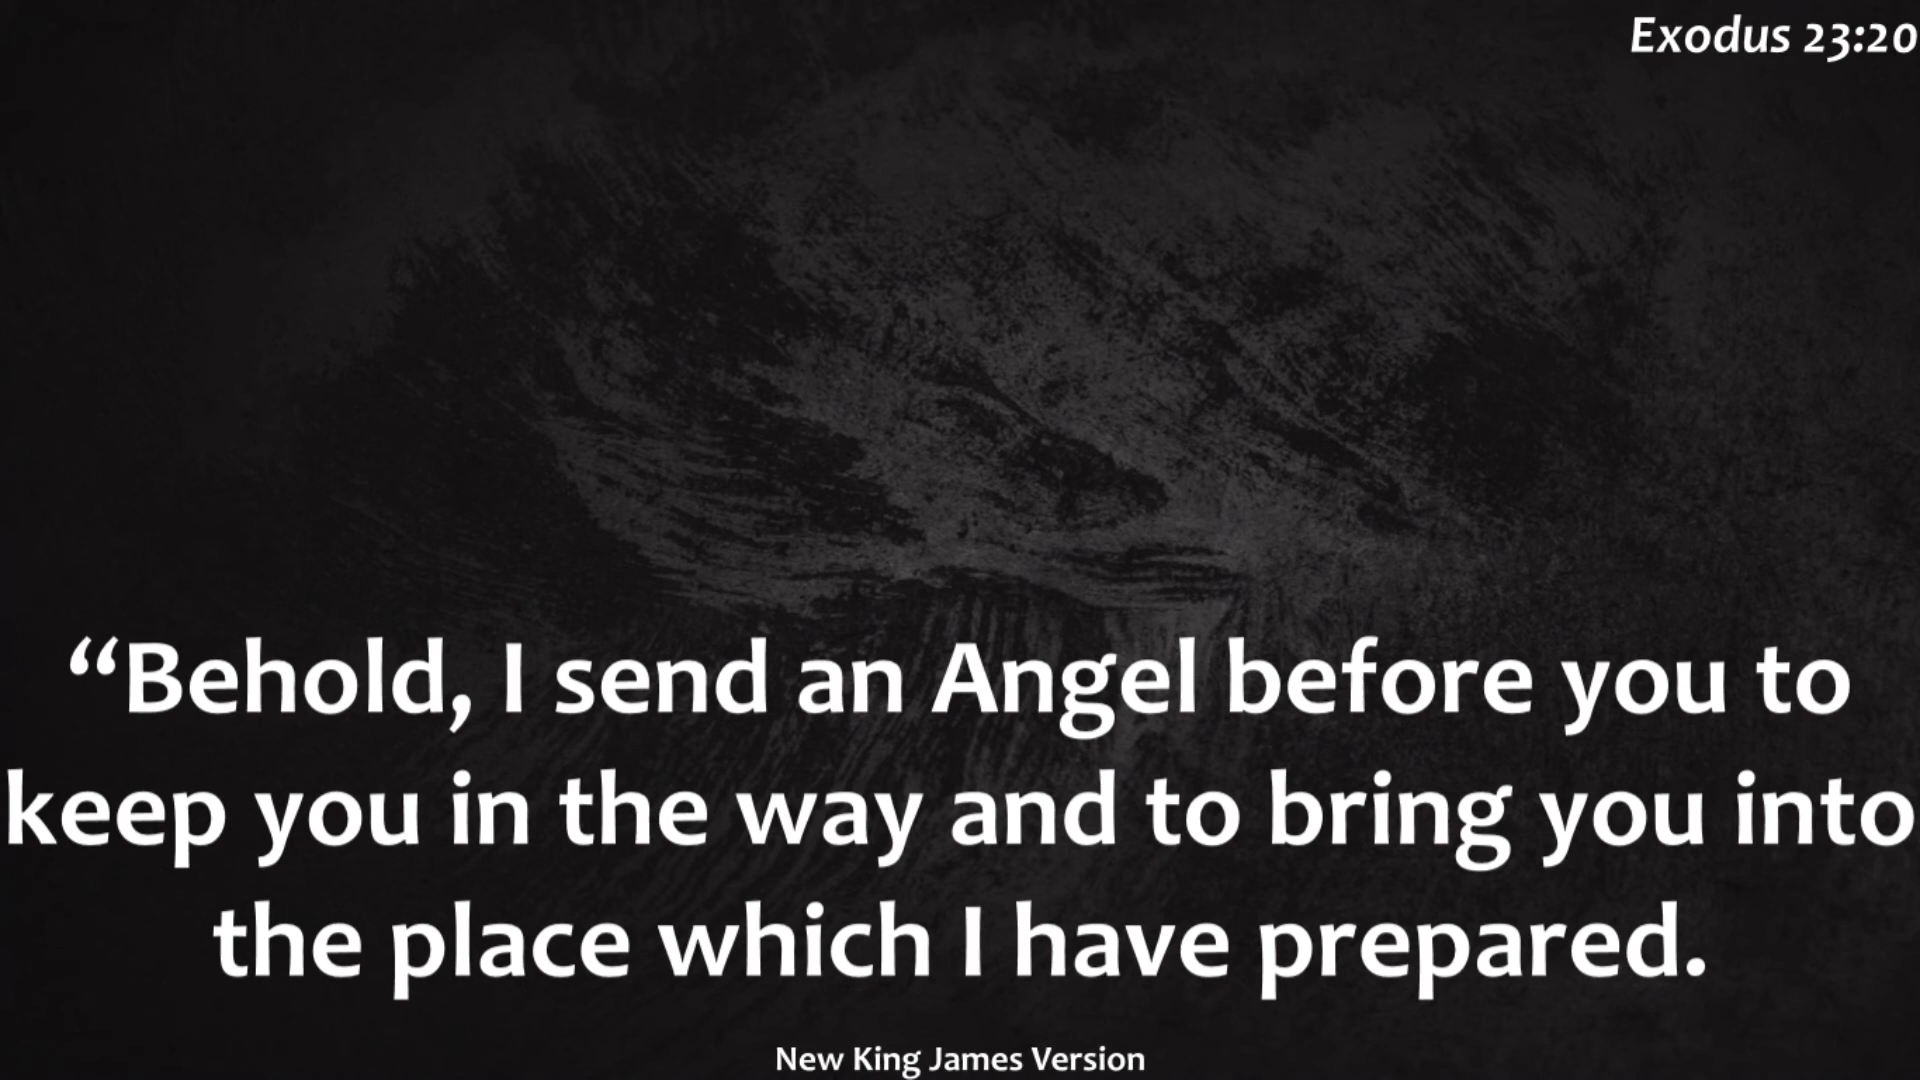 Exodus 23:20
“Behold, I send an Angel before you to
keep you in the way and to bring you into
the place which I have prepared.
New King James Version